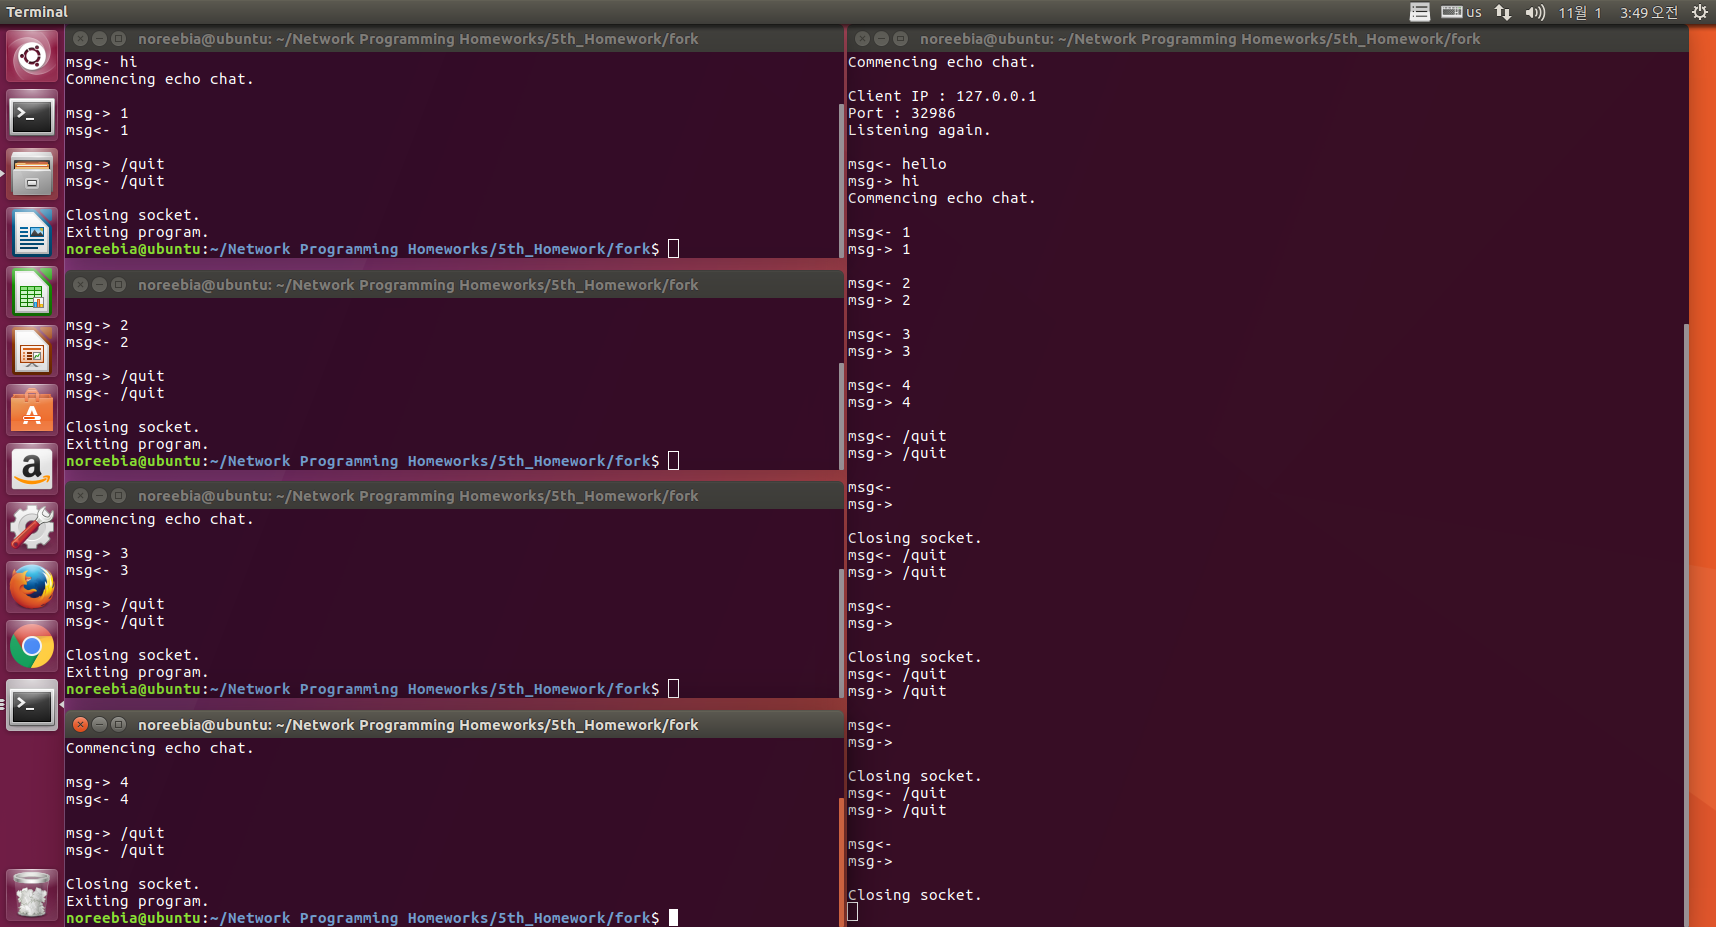 Terminal
us
11월 1 3:49 오전
noreebia@ubuntu: ~/Network Programming Homeworks/5th_Homework/fork
msg<- hi
Commencing echo chat.
msg-> 1
msg<- 1
msg-> /quit
msg<- /quit
Closing socket.
Exiting program.
noreebia@ubuntu:~/Network Programming Homeworks/5th_Homework/fork$
noreebia@ubuntu: ~/Network Programming Homeworks/5th_Homework/fork
msg-> 2
msg<- 2
msg-> /quit
msg<- /quit
Closing socket.
Exiting program.
noreebia@ubuntu:~/Network Programming Homeworks/5th_Homework/fork$
noreebia@ubuntu: ~/Network Programming Homeworks/5th_Homework/fork
Commencing echo chat.
msg-> 3
msg<- 3
msg-> /quit
msg<- /quit
Closing socket.
Exiting program.
noreebia@ubuntu:~/Network Programming Homeworks/5th_Homework/fork$
noreebia@ubuntu: ~/Network Programming Homeworks/5th_Homework/fork
Commencing echo chat.
msg-> 4
msg<- 4
msg-> /quit
msg<- /quit
Closing socket.
Exiting program.
noreebia@ubuntu:~/Network Programming Homeworks/5th_Homework/fork$
noreebia@ubuntu: ~/Network Programming Homeworks/5th_Homework/fork
Commencing echo chat.
Client IP : 127.0.0.1
Port : 32986
Listening again.
msg<- hello
msg-> hi
Commencing echo chat.
msg<- 1
msg-> 1
msg<- 2
msg-> 2
msg<- 3
msg-> 3
msg<- 4
msg-> 4
msg<- /quit
msg-> /quit
msg<-
msg->
Closing socket.
msg<- /quit
msg-> /quit
msg<-
msg->
Closing socket.
msg<- /quit
msg-> /quit
msg<-
msg->
Closing socket.
msg<- /quit
msg-> /quit
msg<-
msg->
Closing socket.